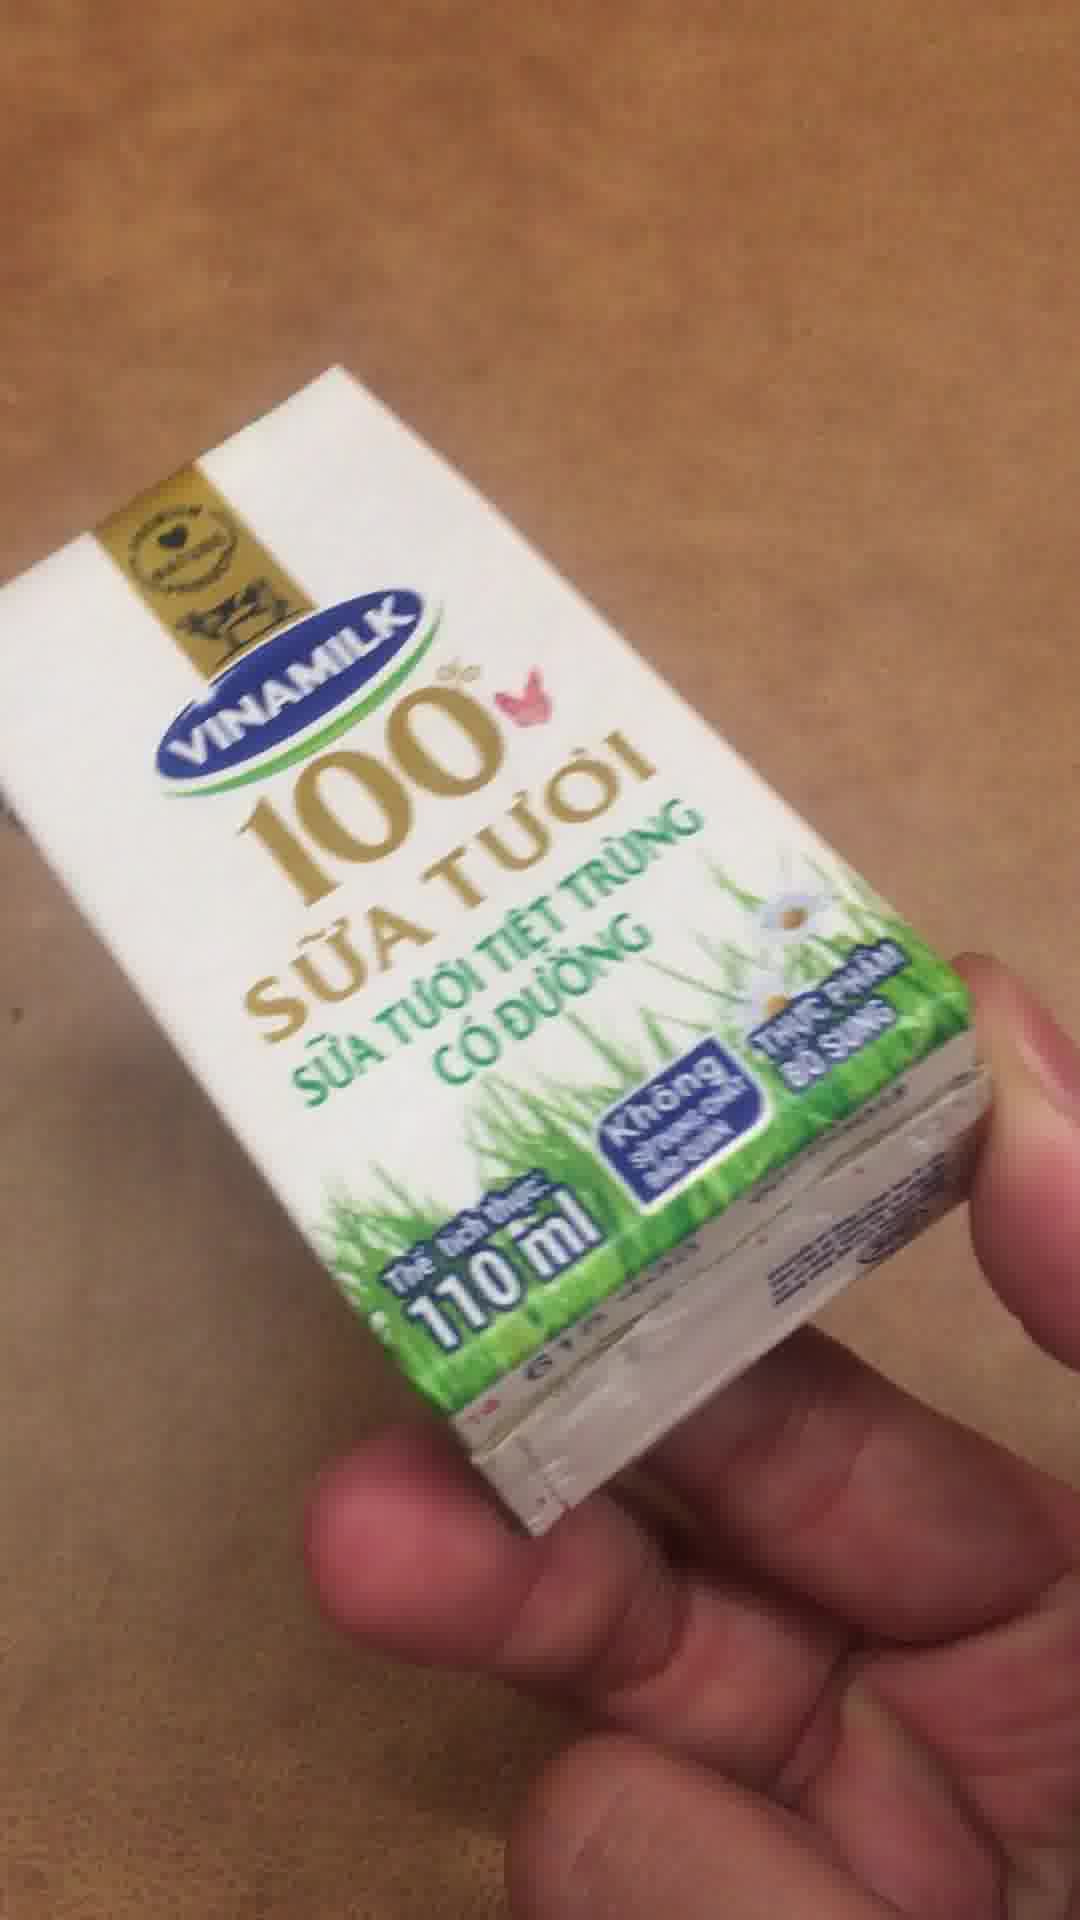 VINAMILK
100%
SỮA TƯƠI
SỮA TƯƠI TIỆT TRÙNG
CÓ ĐƯỜNG
Không
THỰC PHẨM
BỔ SUNG
Thể tích thực
110 ml